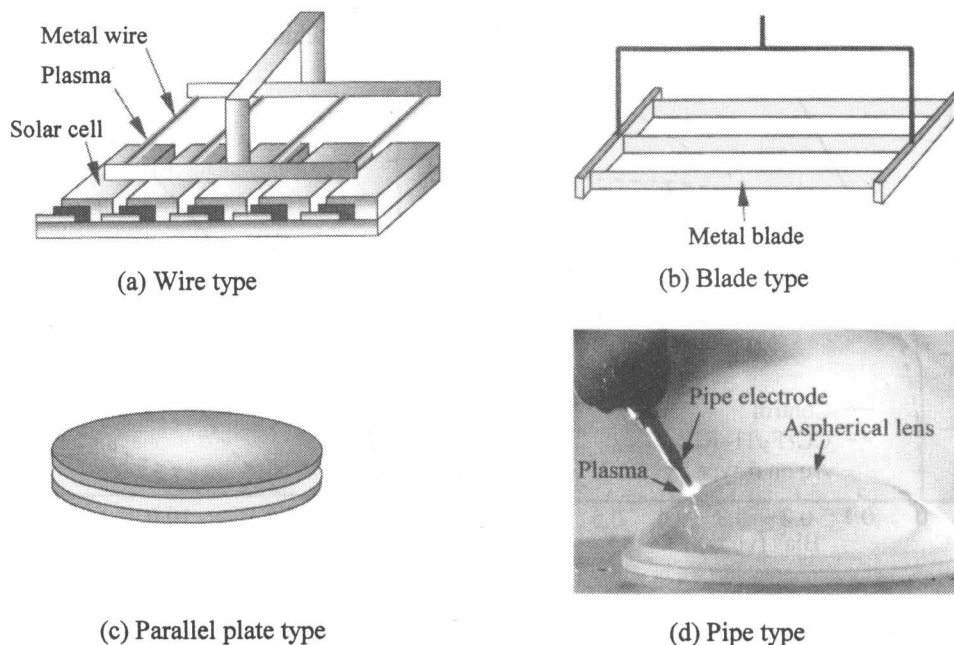 Metal wire
Plasma
Solar cell
(a) Wire type
Metal blade
(b) Blade type
(c) Parallel plate type
Pipe electrode
Aspherical lens
Plasma
(d) Pipe type